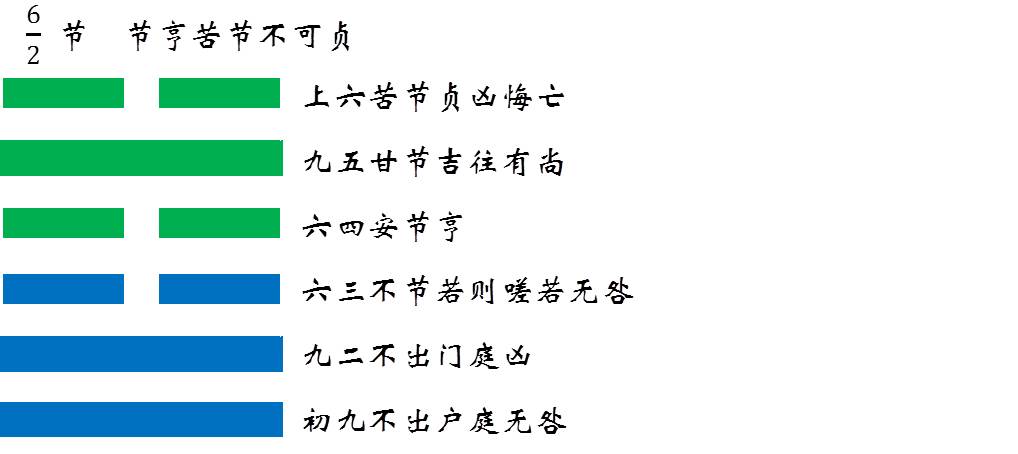 6/2 节 节亨苦节不可贞
上六苦节贞凶悔亡
九五甘节吉往有尚
六四安节亨
六三不节若则嗟若无咎
九二不出门庭凶
初九不出户庭无咎